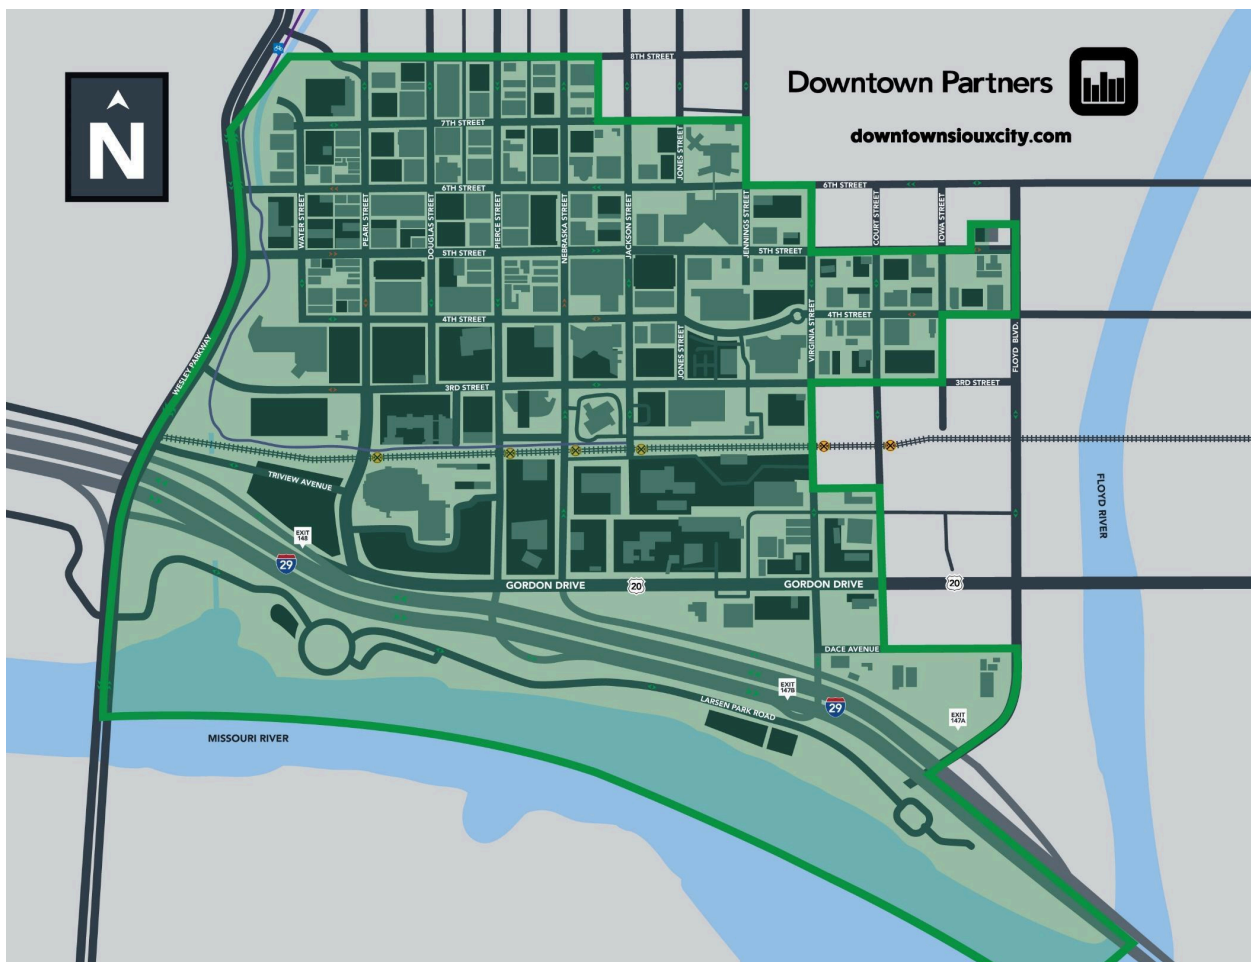 8TH STREET
Downtown Partners
downtownsiouxcity.com
N
7TH STREET
JONES STREET
6TH STREET
6TH STREET
WATER STREET
PEARL STREET
DOUGLAS STREET
PIERCE STREET
NEBRASKA STREET
JACKSON STREET
JENNINGS STREET
COURT STREET
IOWA STREET
5TH STREET
5TH STREET
4TH STREET
4TH STREET
VIRGINIA STREET
JONES STREET
FLOYD BLVD.
WESLEY PARKWAY
3RD STREET
3RD STREET
TRIVIEW AVENUE
FLOYD RIVER
EXIT
148
29
GORDON DRIVE
20
GORDON DRIVE
20
DACE AVENUE
EXIT
147B
29
LARSEN PARK ROAD
EXIT
147A
MISSOURI RIVER